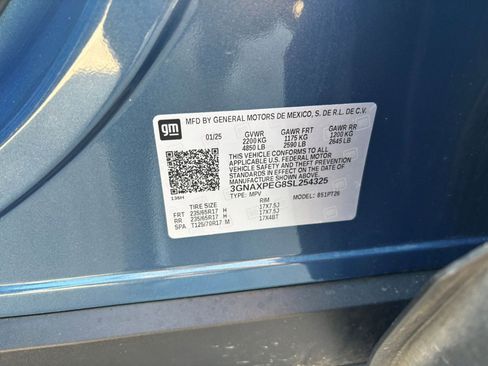 gm
MFD BY GENERAL MOTORS DE MEXICO, S. DE R.L. DE C.V.
01/25 GVWR GAWR FRT GAWR RR
2200 KG 1175 KG 1200 KG
4850 LB 2590 LB 2645 LB
THIS VEHICLE CONFORMS TO ALL
APPLICABLE U.S. FEDERAL MOTOR
VEHICLE SAFETY AND THEFT PREVENTION
STANDARDS IN EFFECT ON THE DATE OF
MANUFACTURE SHOWN ABOVE.
3GNAXPEG8SL254325
TYPE: MPV MODEL: 8S1PT26
136H
TIRE SIZE RIM
FRT 235/65R17 H 17X7.5J
RR 235/65R17 H 17X7.5J
SPA T125/70R17 M 17X4BT